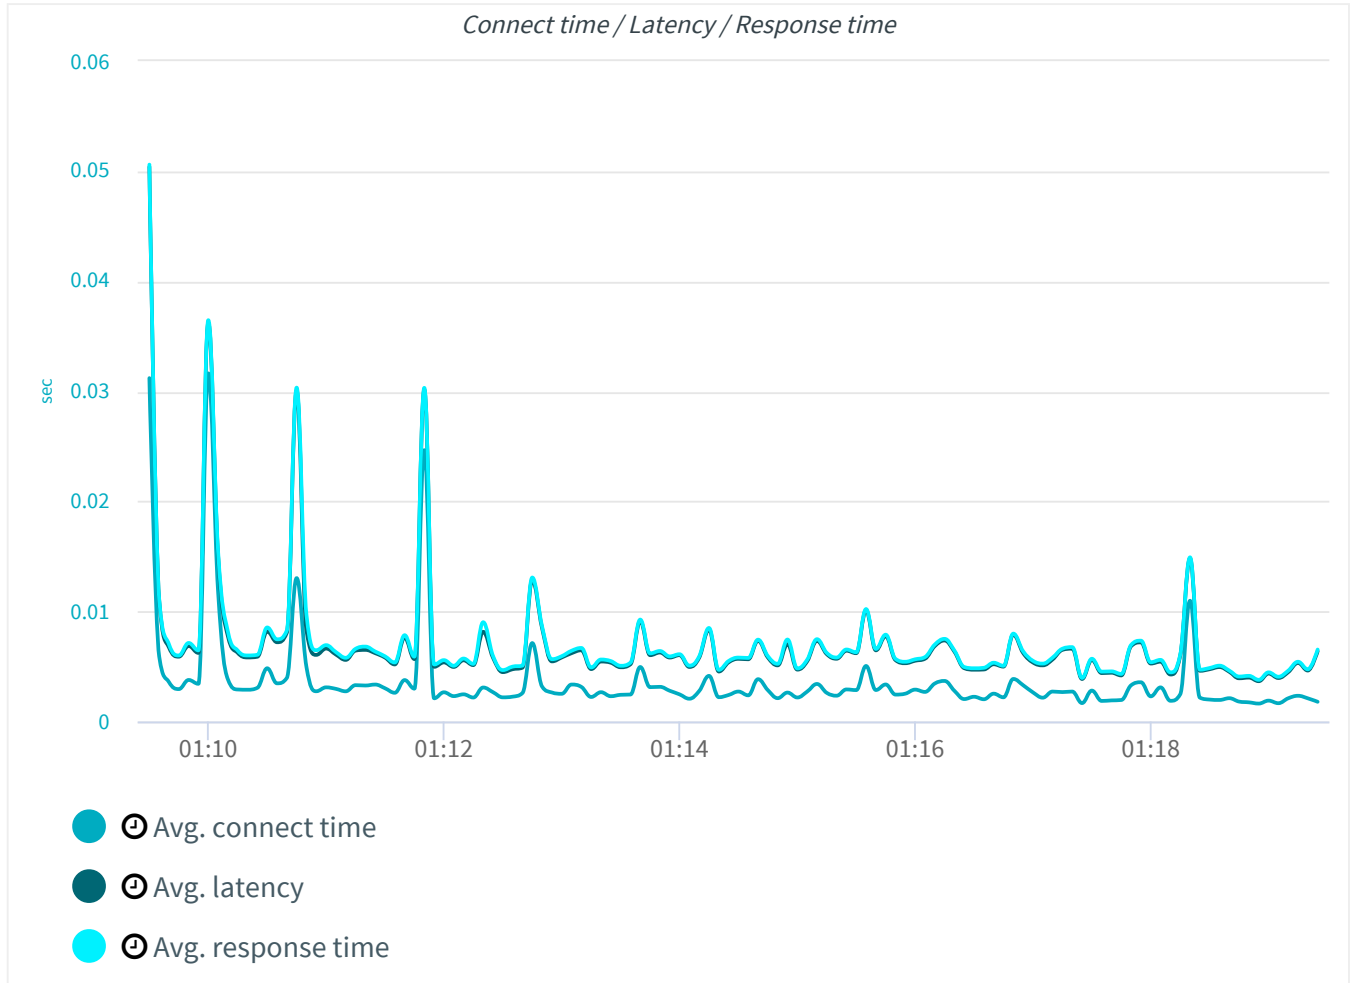 Connect time / Latency / Response time
0.06
0.05
0.04
0.03
0.02
0.01
0
sec
01:10 01:12 01:14 01:16 01:18
Avg. connect time
Avg. latency
Avg. response time